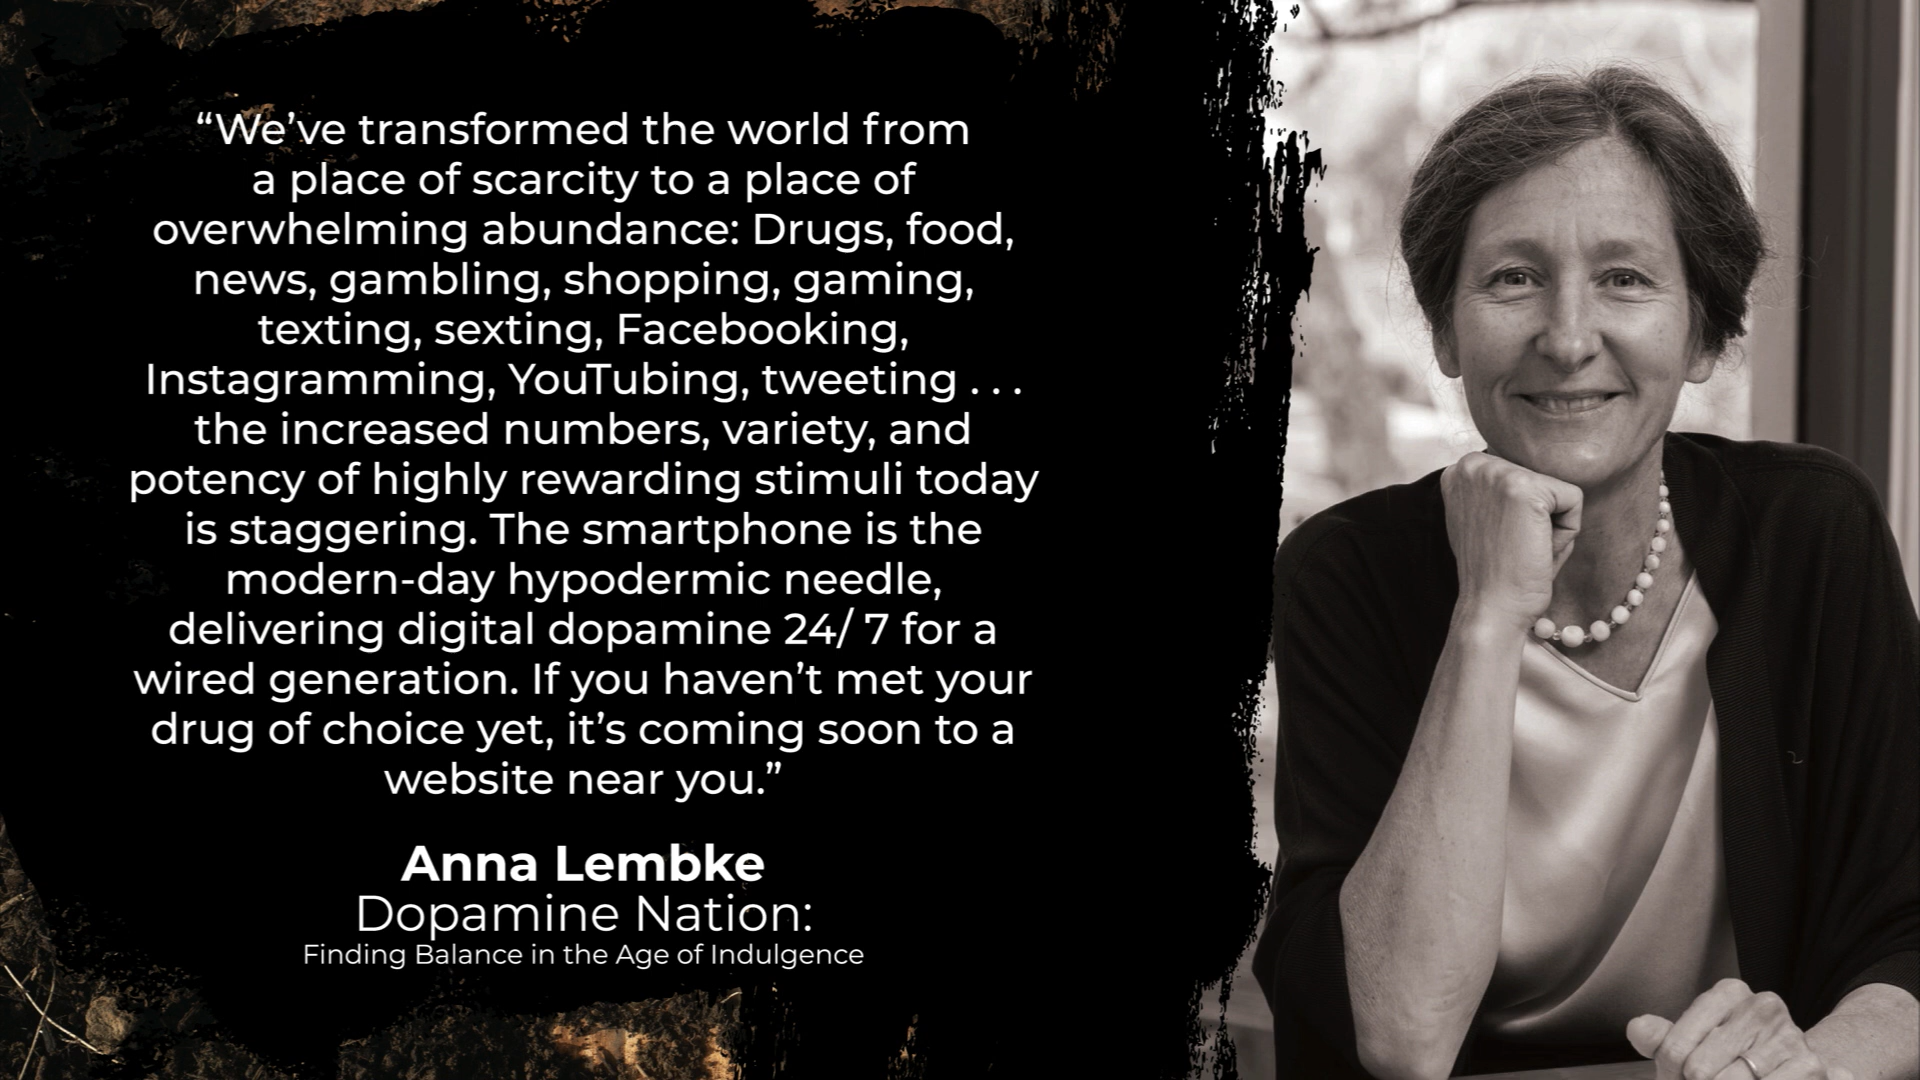 “We’ve transformed the world from
a place of scarcity to a place of
overwhelming abundance: Drugs, food,
news, gambling, shopping, gaming,
texting, sexting, Facebooking,
Instagramming, YouTubing, tweeting . . .
the increased numbers, variety, and
potency of highly rewarding stimuli today
is staggering. The smartphone is the
modern-day hypodermic needle,
delivering digital dopamine 24/ 7 for a
wired generation. If you haven’t met your
drug of choice yet, it’s coming soon to a
website near you.”
Anna Lembke
Dopamine Nation:
Finding Balance in the Age of Indulgence